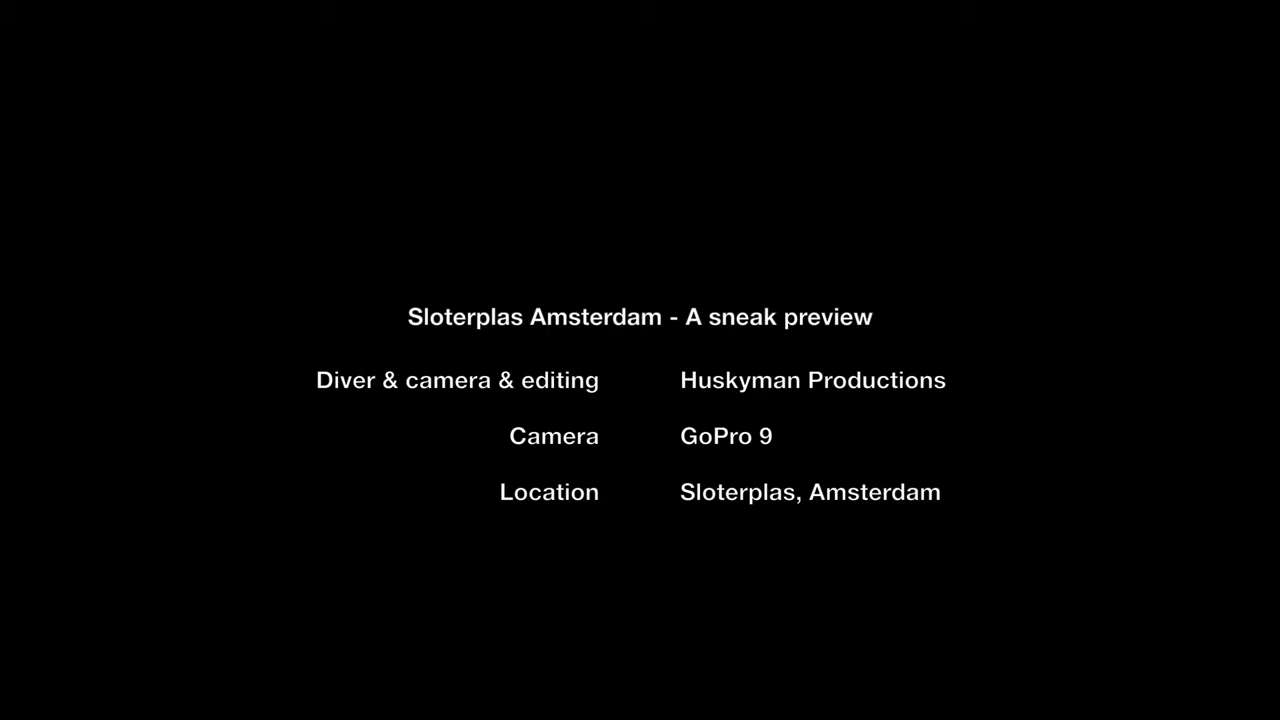 Sloterplas Amsterdam - A sneak preview
Diver & camera & editing Huskyman Productions
Camera GoPro 9
Location Sloterplas, Amsterdam